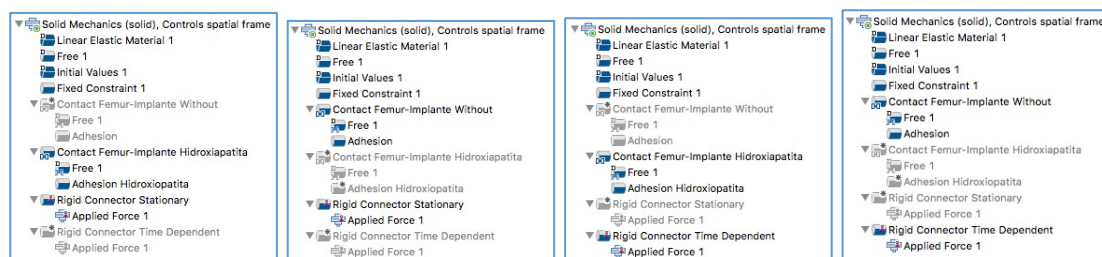 Solid Mechanics (solid), Controls spatial frame
Linear Elastic Material 1
Free 1
Initial Values 1
Fixed Constraint 1
Contact Femur-Implante Without
Free 1
Adhesion
Contact Femur-Implante Hidroxiapatita
Free 1
Adhesion Hidroxiopatita
Rigid Connector Stationary
Applied Force 1
Rigid Connector Time Dependent
Applied Force 1
Solid Mechanics (solid), Controls spatial frame
Linear Elastic Material 1
Free 1
Initial Values 1
Fixed Constraint 1
Contact Femur-Implante Without
Free 1
Adhesion
Contact Femur-Implante Hidroxiapatita
Free 1
Adhesion Hidroxiopatita
Rigid Connector Stationary
Applied Force 1
Rigid Connector Time Dependent
Applied Force 1
Solid Mechanics (solid), Controls spatial frame
Linear Elastic Material 1
Free 1
Initial Values 1
Fixed Constraint 1
Contact Femur-Implante Without
Free 1
Adhesion
Contact Femur-Implante Hidroxiapatita
Free 1
Adhesion Hidroxiopatita
Rigid Connector Stationary
Applied Force 1
Rigid Connector Time Dependent
Applied Force 1
Solid Mechanics (solid), Controls spatial frame
Linear Elastic Material 1
Free 1
Initial Values 1
Fixed Constraint 1
Contact Femur-Implante Without
Free 1
Adhesion
Contact Femur-Implante Hidroxiapatita
Free 1
Adhesion Hidroxiopatita
Rigid Connector Stationary
Applied Force 1
Rigid Connector Time Dependent
Applied Force 1